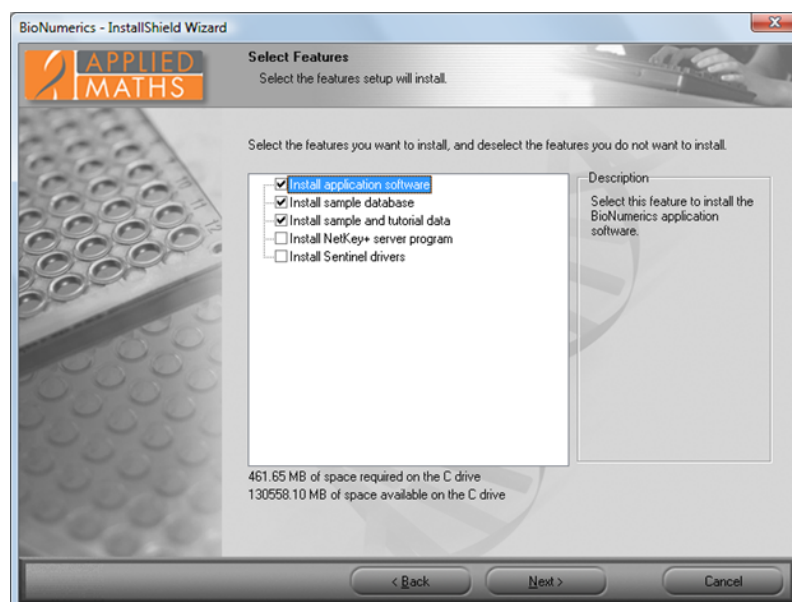 BioNumerics - InstallShield Wizard
APPLIED
MATHS
Select Features
Select the features setup will install.
Select the features you want to install, and deselect the features you do not want to install.
Install application software
Install sample database
Install sample and tutorial data
Install NetKey+ server program
Install Sentinel drivers
Description
Select this feature to install the
BioNumerics application
software.
461.65 MB of space required on the C drive
130558.10 MB of space available on the C drive
< Back
Next >
Cancel